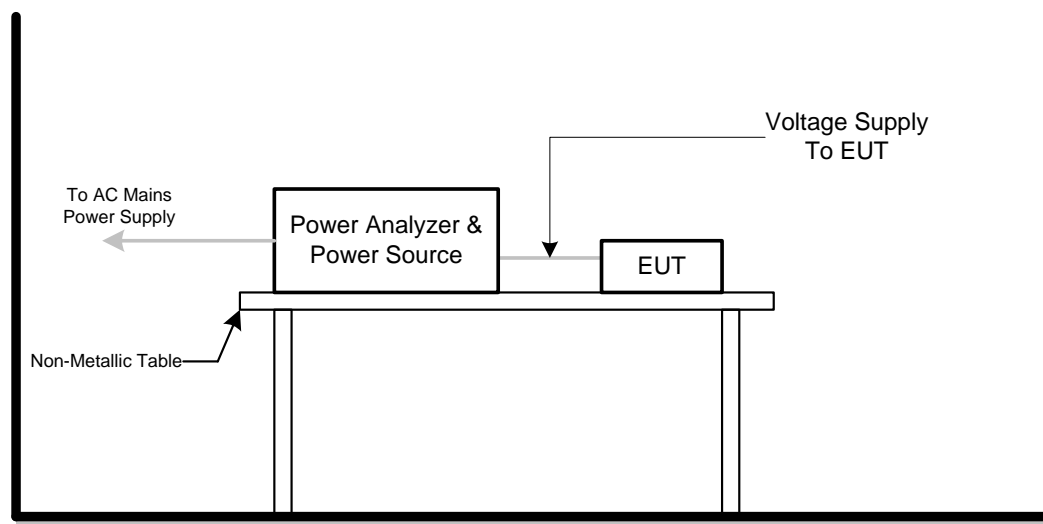 Voltage Supply
To EUT
To AC Mains
Power Supply
Power Analyzer &
Power Source
EUT
Non-Metallic Table